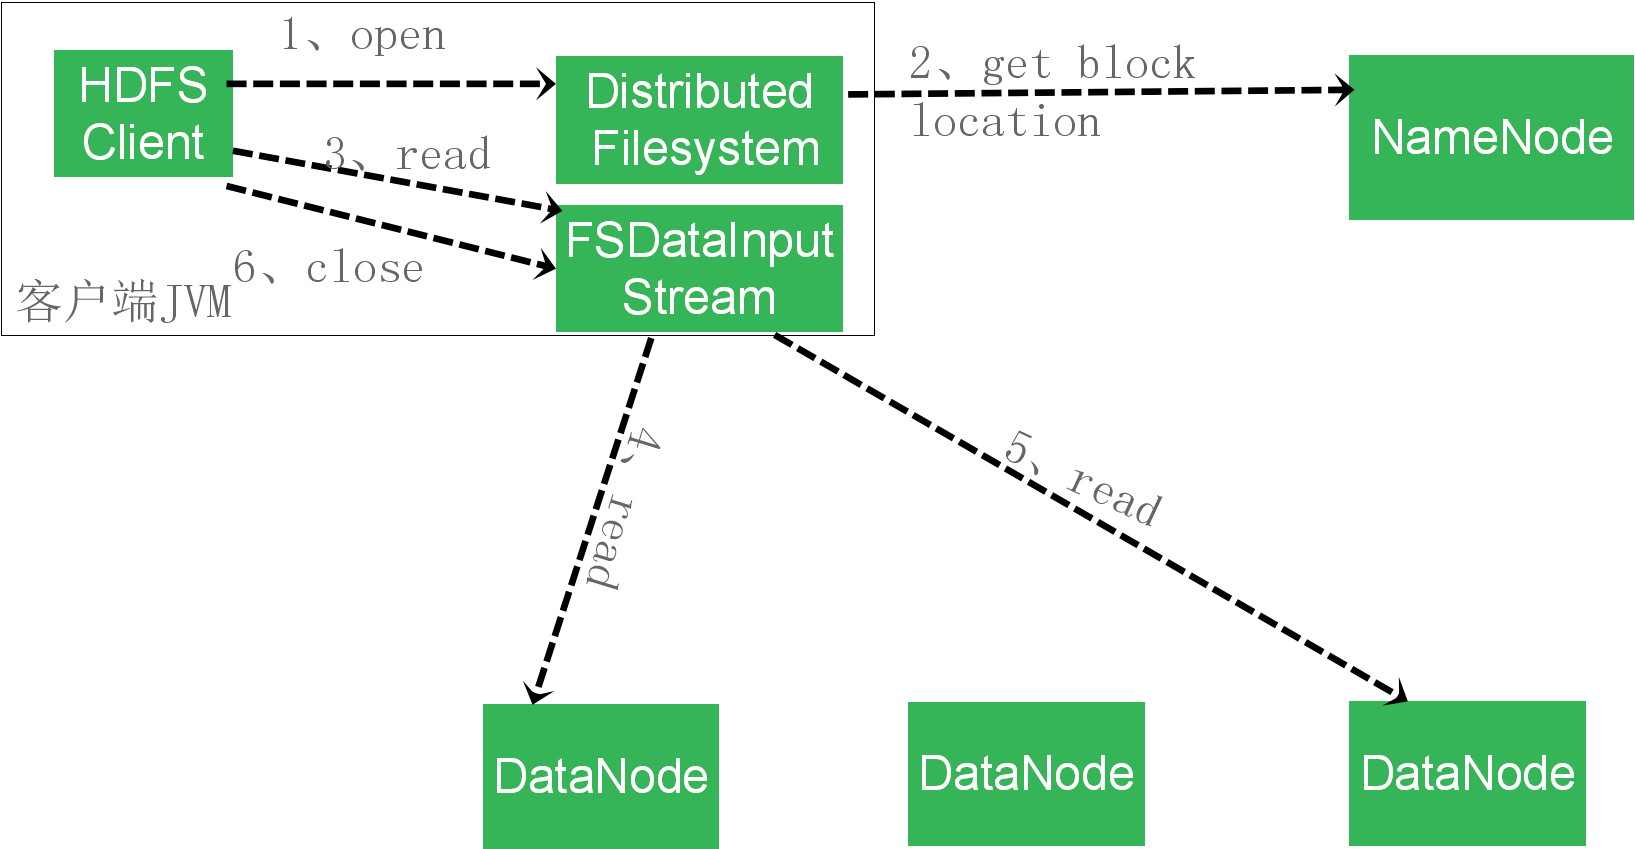 1、open
HDFS
Client
Distributed
Filesystem
2、get block
location
NameNode
3、read
6、close
FSDataInput
Stream
客户端JVM
4、read
5、read
DataNode
DataNode
DataNode